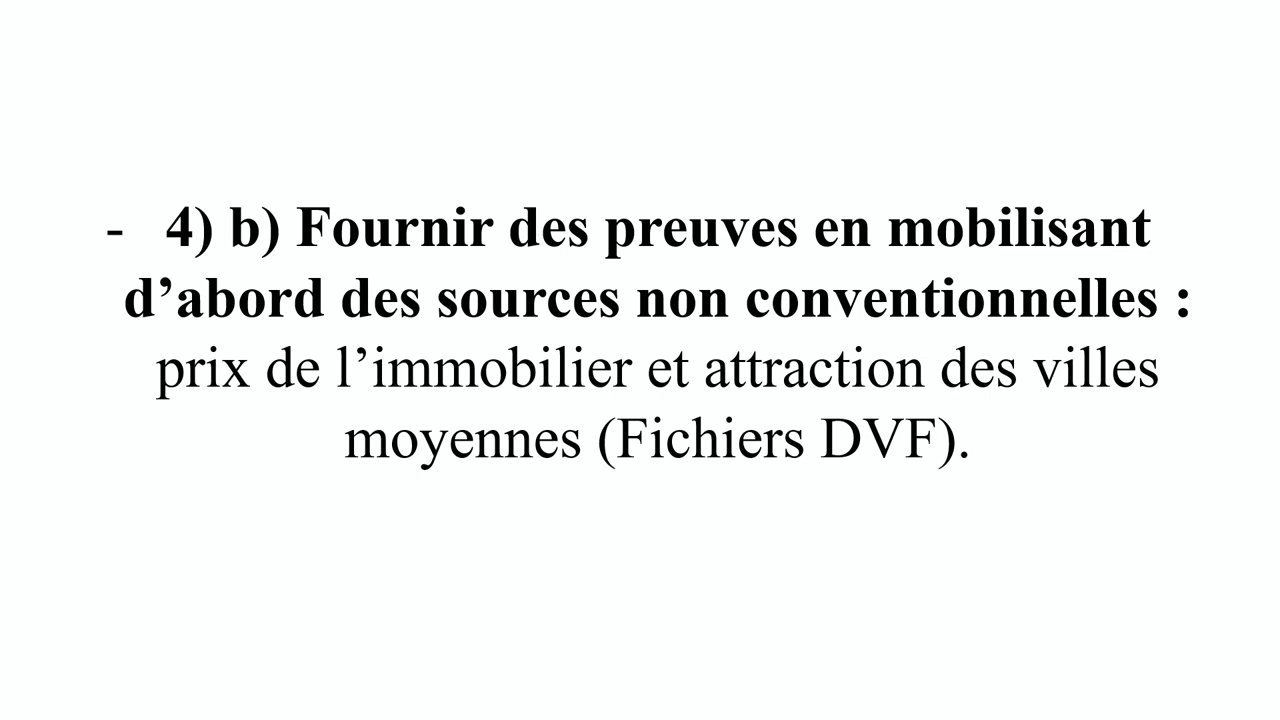 - 4) b) Fournir des preuves en mobilisant
d’abord des sources non conventionnelles :
prix de l’immobilier et attraction des villes
moyennes (Fichiers DVF).